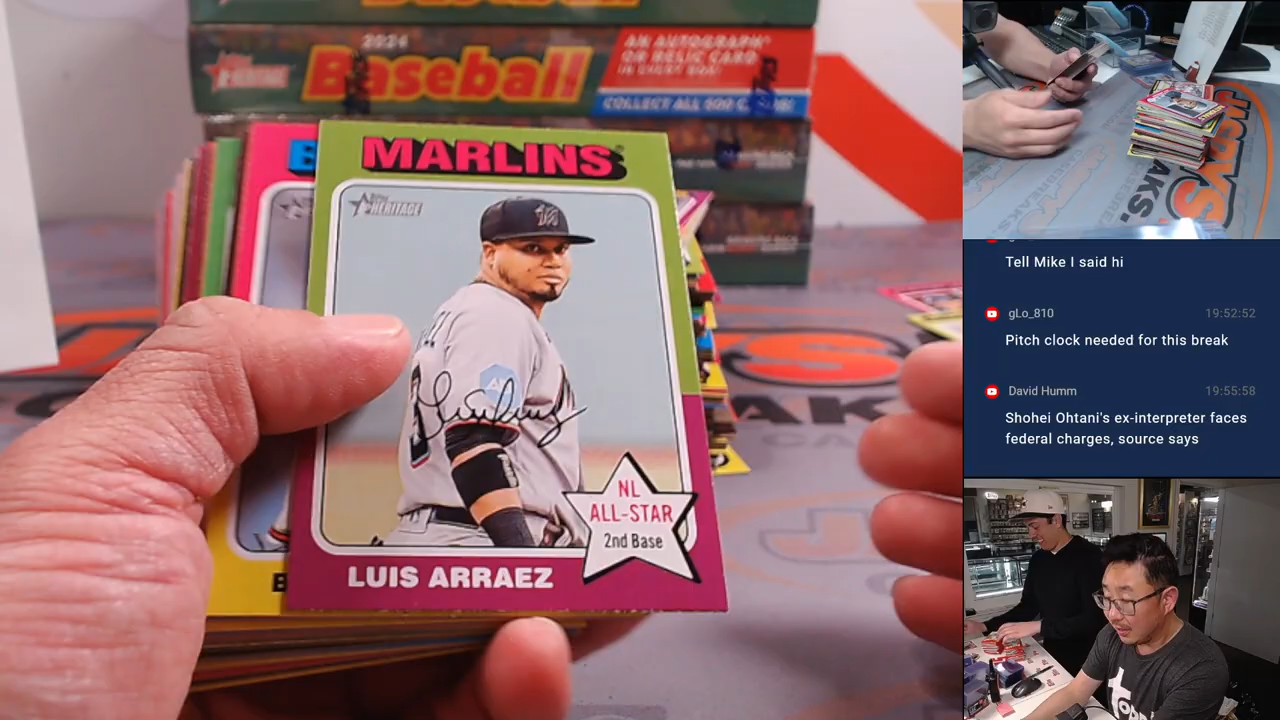 2024
HERITAGE
Baseball
AN AUTOGRAPH
OR RELIC CARD
IN EVERY BOX!
COLLECT ALL 500
MARLINS
HERITAGE
NL
ALL-STAR
2nd Base
LUIS ARRAEZ
B
B
Tell Mike I said hi
gLo_810
19:52:52
Pitch clock needed for this break
David Humm
19:55:58
Shohei Ohtani's ex-interpreter faces
federal charges, source says